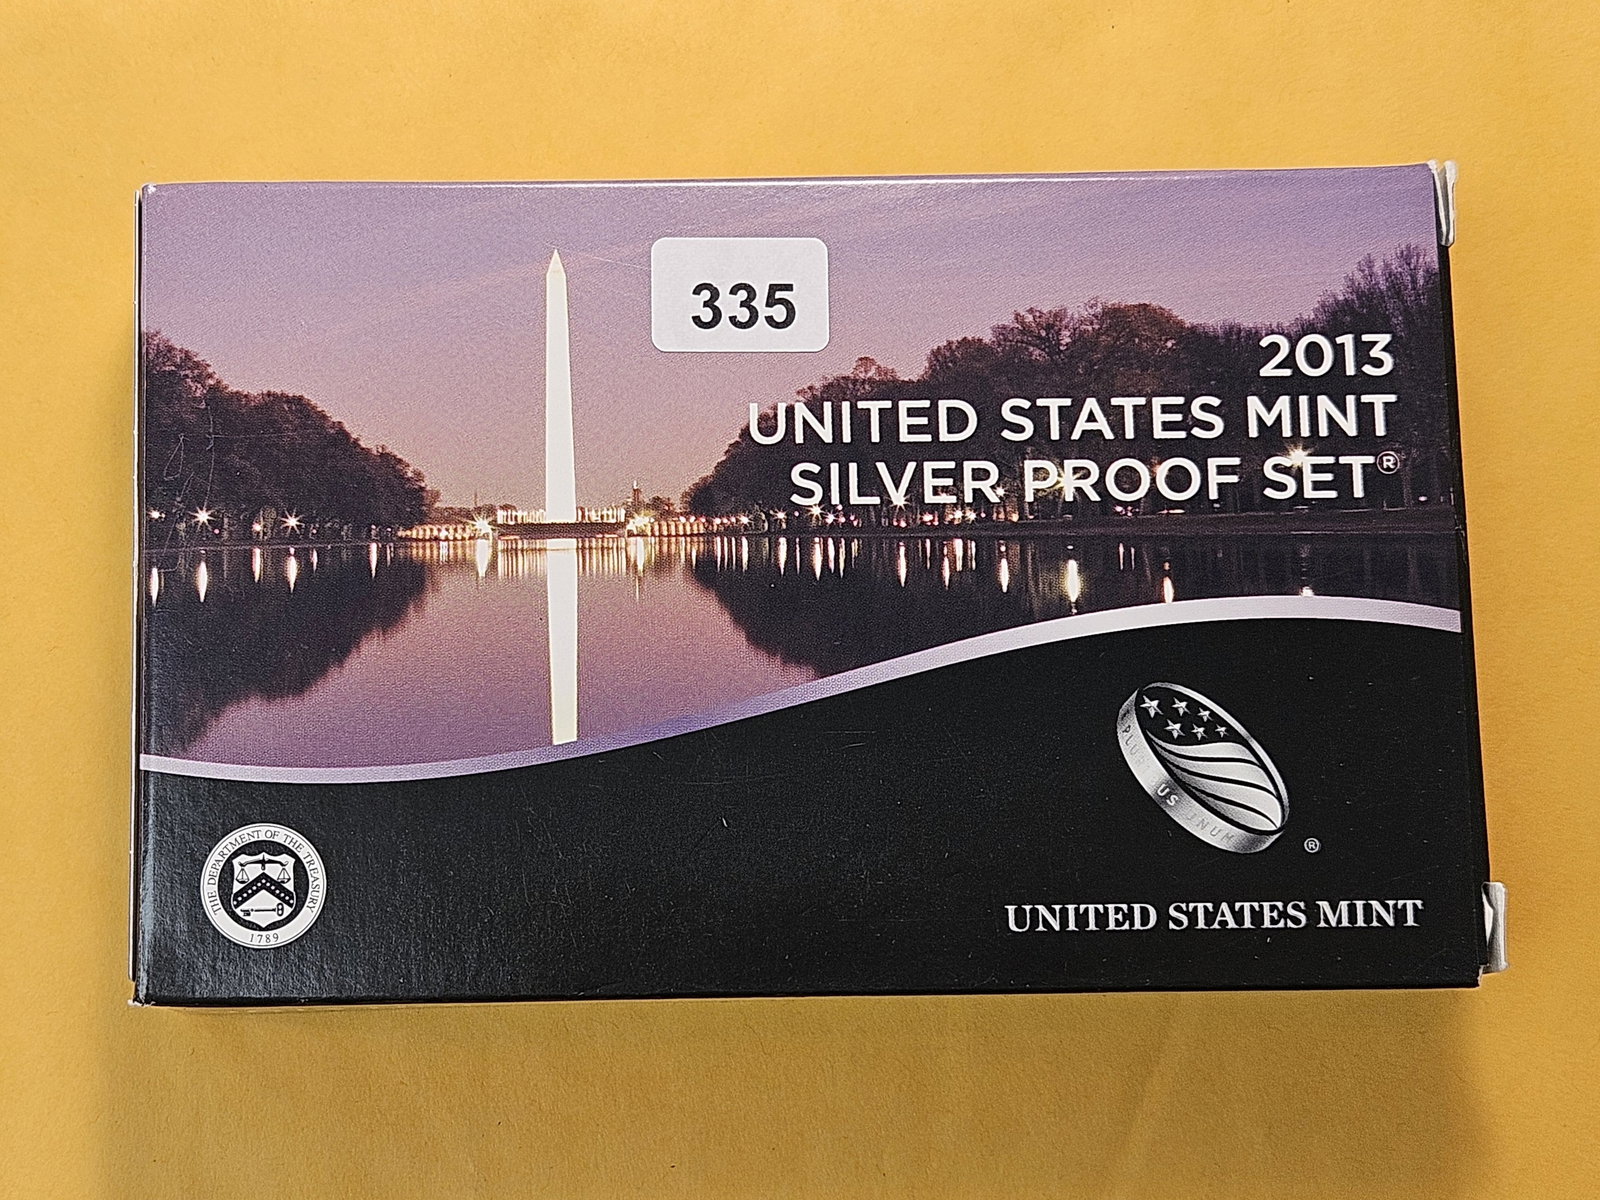 335
2013
UNITED STATES MINT
SILVER PROOF SET®
THE DEPARTMENT OF THE TREASURY
1789
®
UNITED STATES MINT